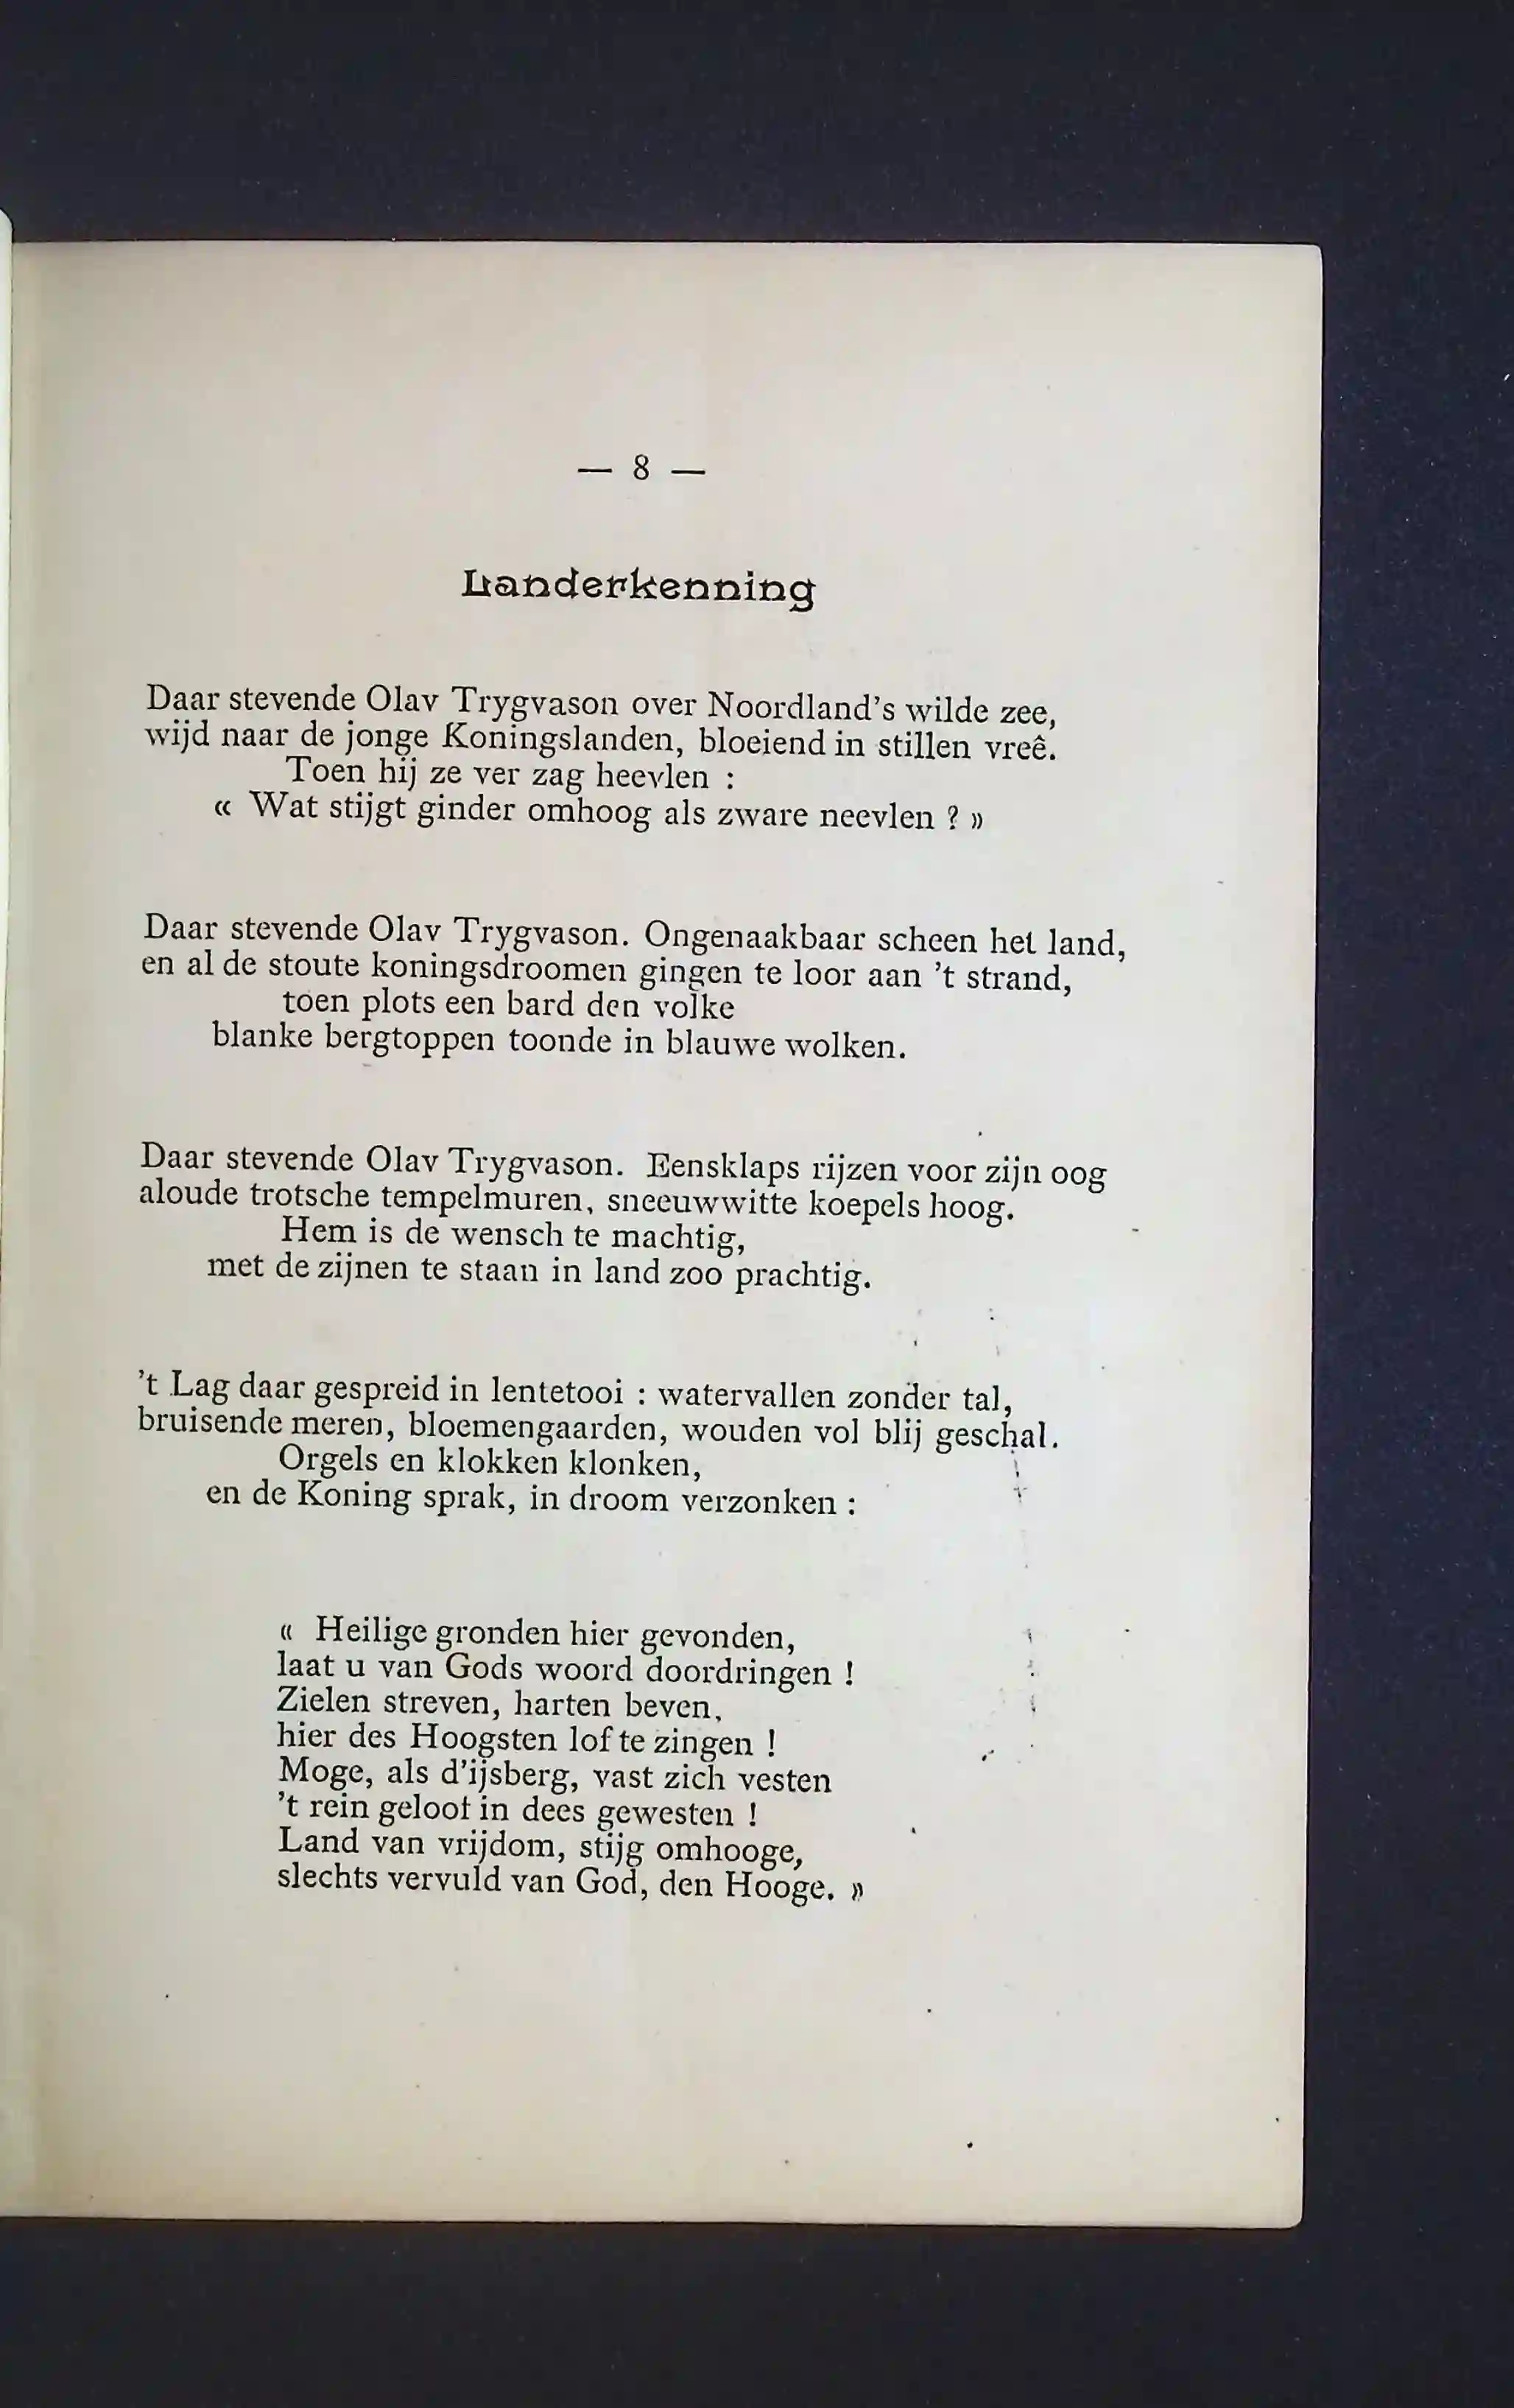 — 8 —
Landerkenning
Daar stevende Olav Trygvason over Noordland's wilde zee,
wijd naar de jonge Koningslanden, bloeiend in stillen vreê.
Toen hij ze ver zag heevlen :
« Wat stijgt ginder omhoog als zware neevlen ? »
Daar stevende Olav Trygvason. Ongenaakbaar scheen het land,
en al de stoute koningsdroomen gingen te loor aan 't strand,
toen plots een bard den volke
blanke bergtoppen toonde in blauwe wolken.
Daar stevende Olav Trygvason. Eensklaps rijzen voor zijn oog
aloude trotsche tempelmuren, sneeuwwitte koepels hoog.
Hem is de wensch te machtig,
met de zijnen te staan in land zoo prachtig.
't Lag daar gespreid in lentetooi : watervallen zonder tal,
bruisende meren, bloemengaarden, wouden vol blij geschal.
Orgels en klokken klonken,
en de Koning sprak, in droom verzonken :
« Heilige gronden hier gevonden,
laat u van Gods woord doordringen !
Zielen streven, harten beven,
hier des Hoogsten lof te zingen !
Moge, als d'ijsberg, vast zich vesten
't rein geloof in dees gewesten !
Land van vrijdom, stijg omhooge,
slechts vervuld van God, den Hooge. »